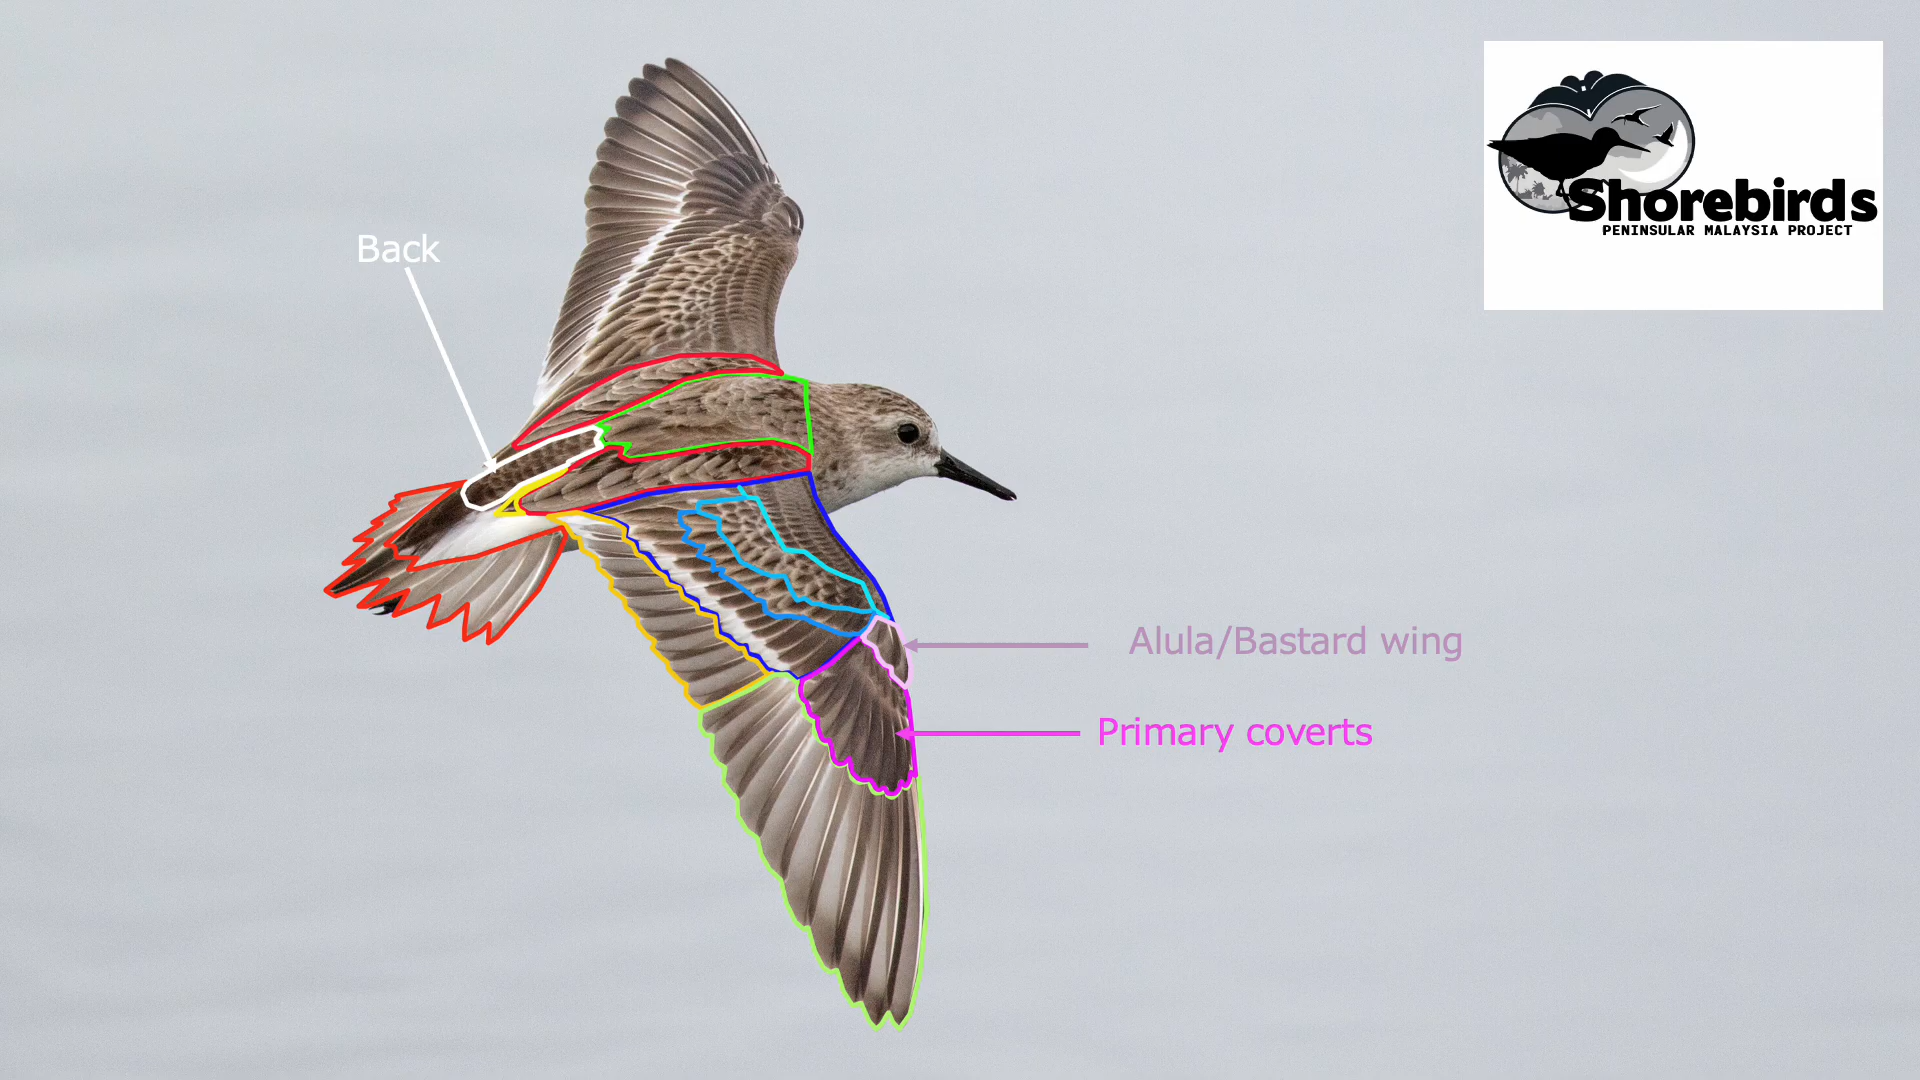 Shorebirds
PENINSULAR MALAYSIA PROJECT
Back
Alula/Bastard wing
Primary coverts